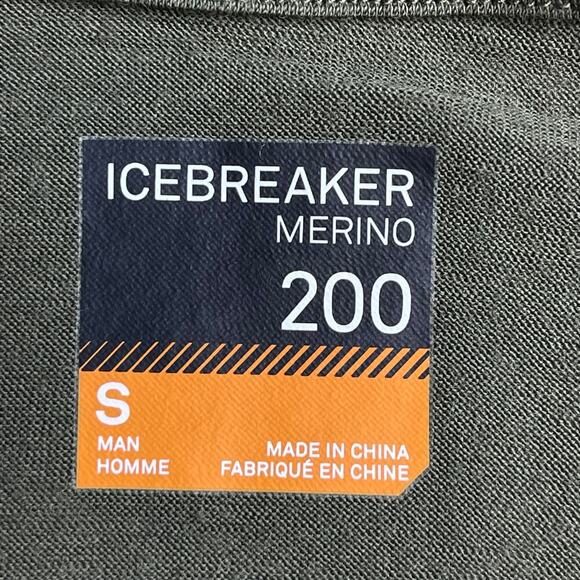 ICEBREAKER
MERINO
200
S
MAN
HOMME
MADE IN CHINA
FABRIQUÉ EN CHINE